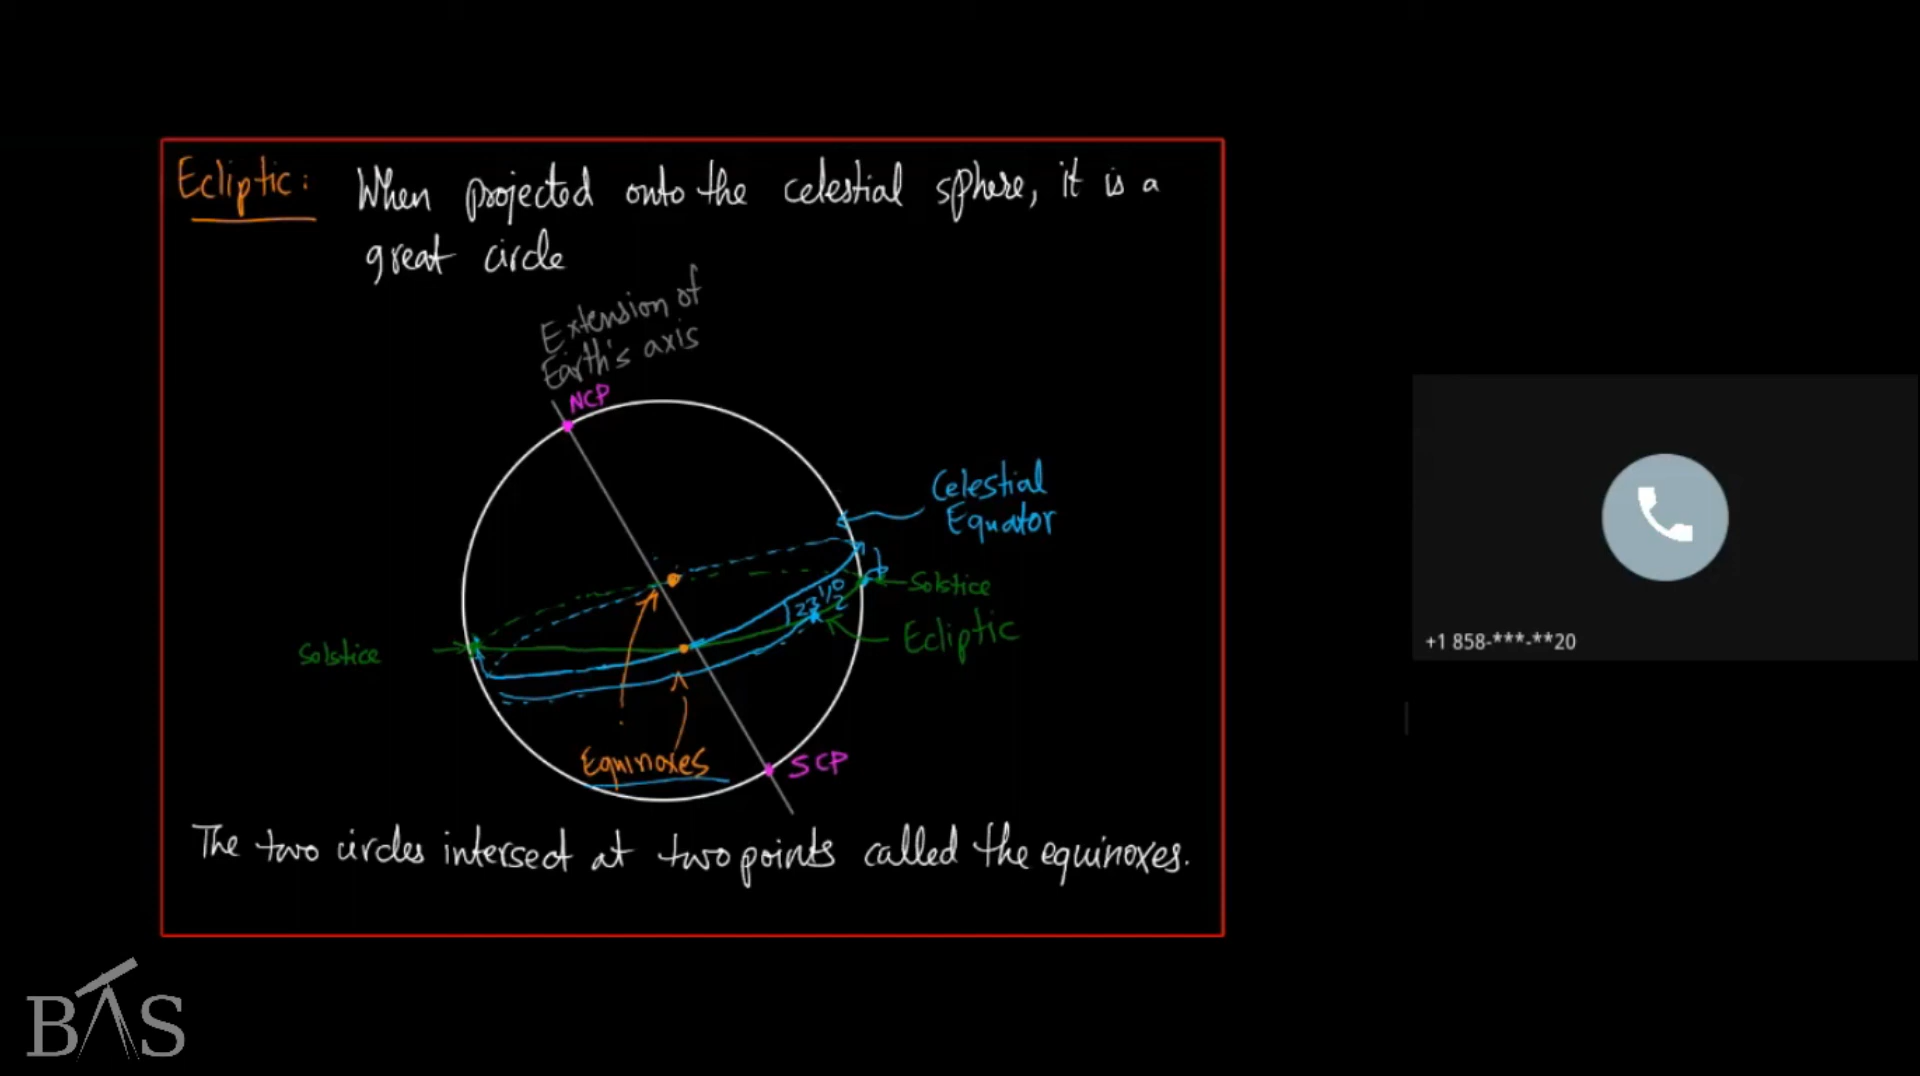 Ecliptic: When projected onto the celestial sphere, it is a
great circle
Extension of
Earth's axis
NCP
Celestial
Equator
Solstice
23 1/2°
Ecliptic
Solstice
Equinoxes
SCP
The two circles intersect at two points called the equinoxes.
+1 858-***-**20
BAS